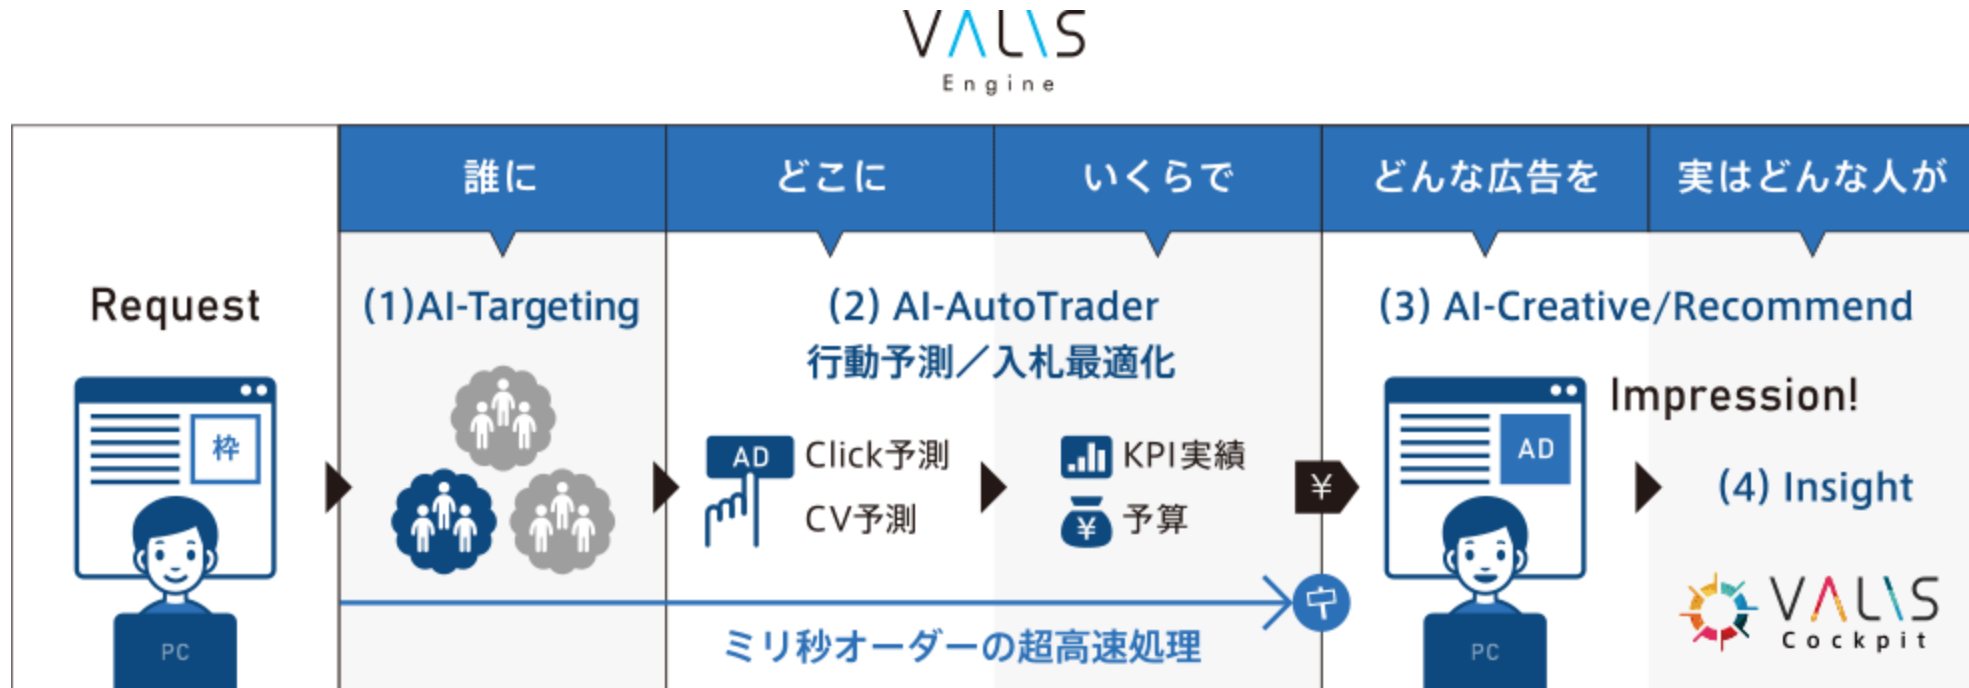 VALIS
Engine
誰に
どこに
いくらで
どんな広告を
実はどんな人が
Request
枠
PC
(1)AI-Targeting
(2) AI-AutoTrader
行動予測／入札最適化
AD
Click予測
CV予測
KPI実績
¥
予算
¥
ミリ秒オーダーの超高速処理
(3) AI-Creative/Recommend
AD
PC
Impression!
(4) Insight
VALIS
Cockpit